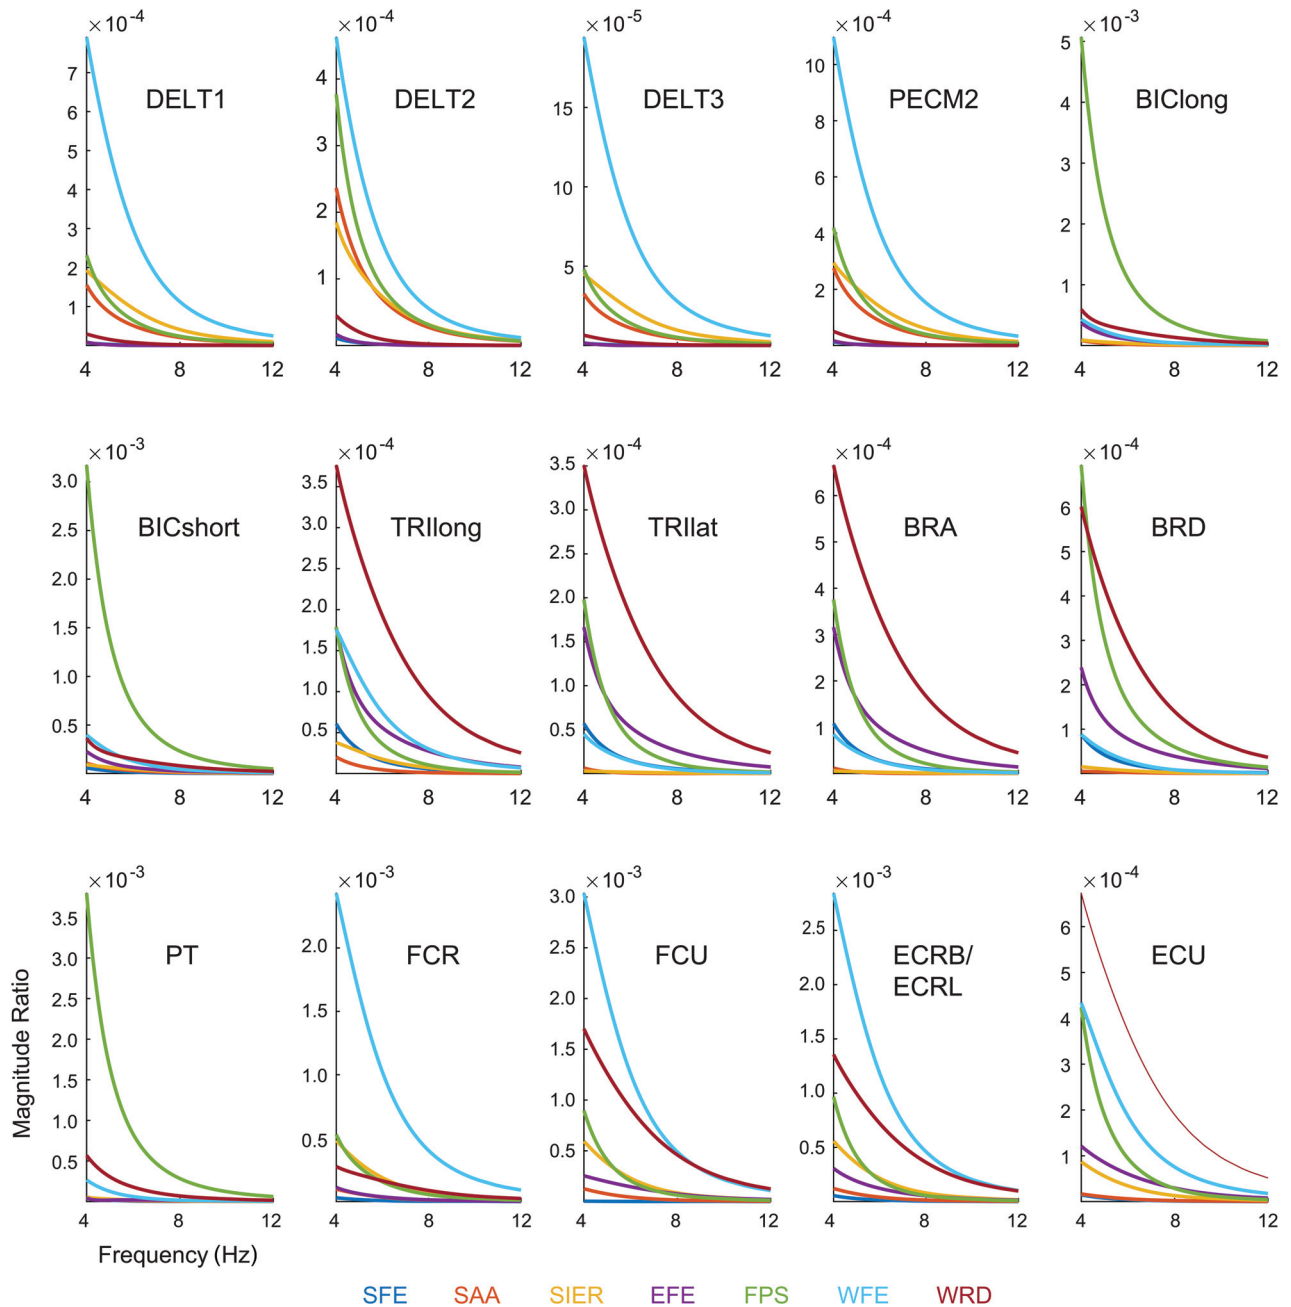 ×10-4 ×10-4 ×10-5 ×10-4 ×10-3
DELT1 DELT2 DELT3 PECM2 BIClong
7 6 5 4 3 2 1
4 3 2 1
15 10 5
10 8 6 4 2
5 4 3 2 1
4 8 12 4 8 12 4 8 12 4 8 12 4 8 12
×10-3 ×10-4 ×10-4 ×10-4 ×10-4
BICshort TRIlong TRIlat BRA BRD
3.0 2.5 2.0 1.5 1.0 0.5
3.5 3.0 2.5 2.0 1.5 1.0 0.5
3.5 3.0 2.5 2.0 1.5 1.0 0.5
6 5 4 3 2 1
6 5 4 3 2 1
4 8 12 4 8 12 4 8 12 4 8 12 4 8 12
×10-3 ×10-3 ×10-3 ×10-3 ×10-4
PT FCR FCU ECRB/ ECU
ECRL
3.5 3.0 2.5 2.0 1.5 1.0 0.5
2.0 1.5 1.0 0.5
3.0 2.5 2.0 1.5 1.0 0.5
2.5 2.0 1.5 1.0 0.5
6 5 4 3 2 1
Magnitude Ratio
4 8 12 4 8 12 4 8 12 4 8 12 4 8 12
Frequency (Hz)
SFE SAA SIER EFE FPS WFE WRD